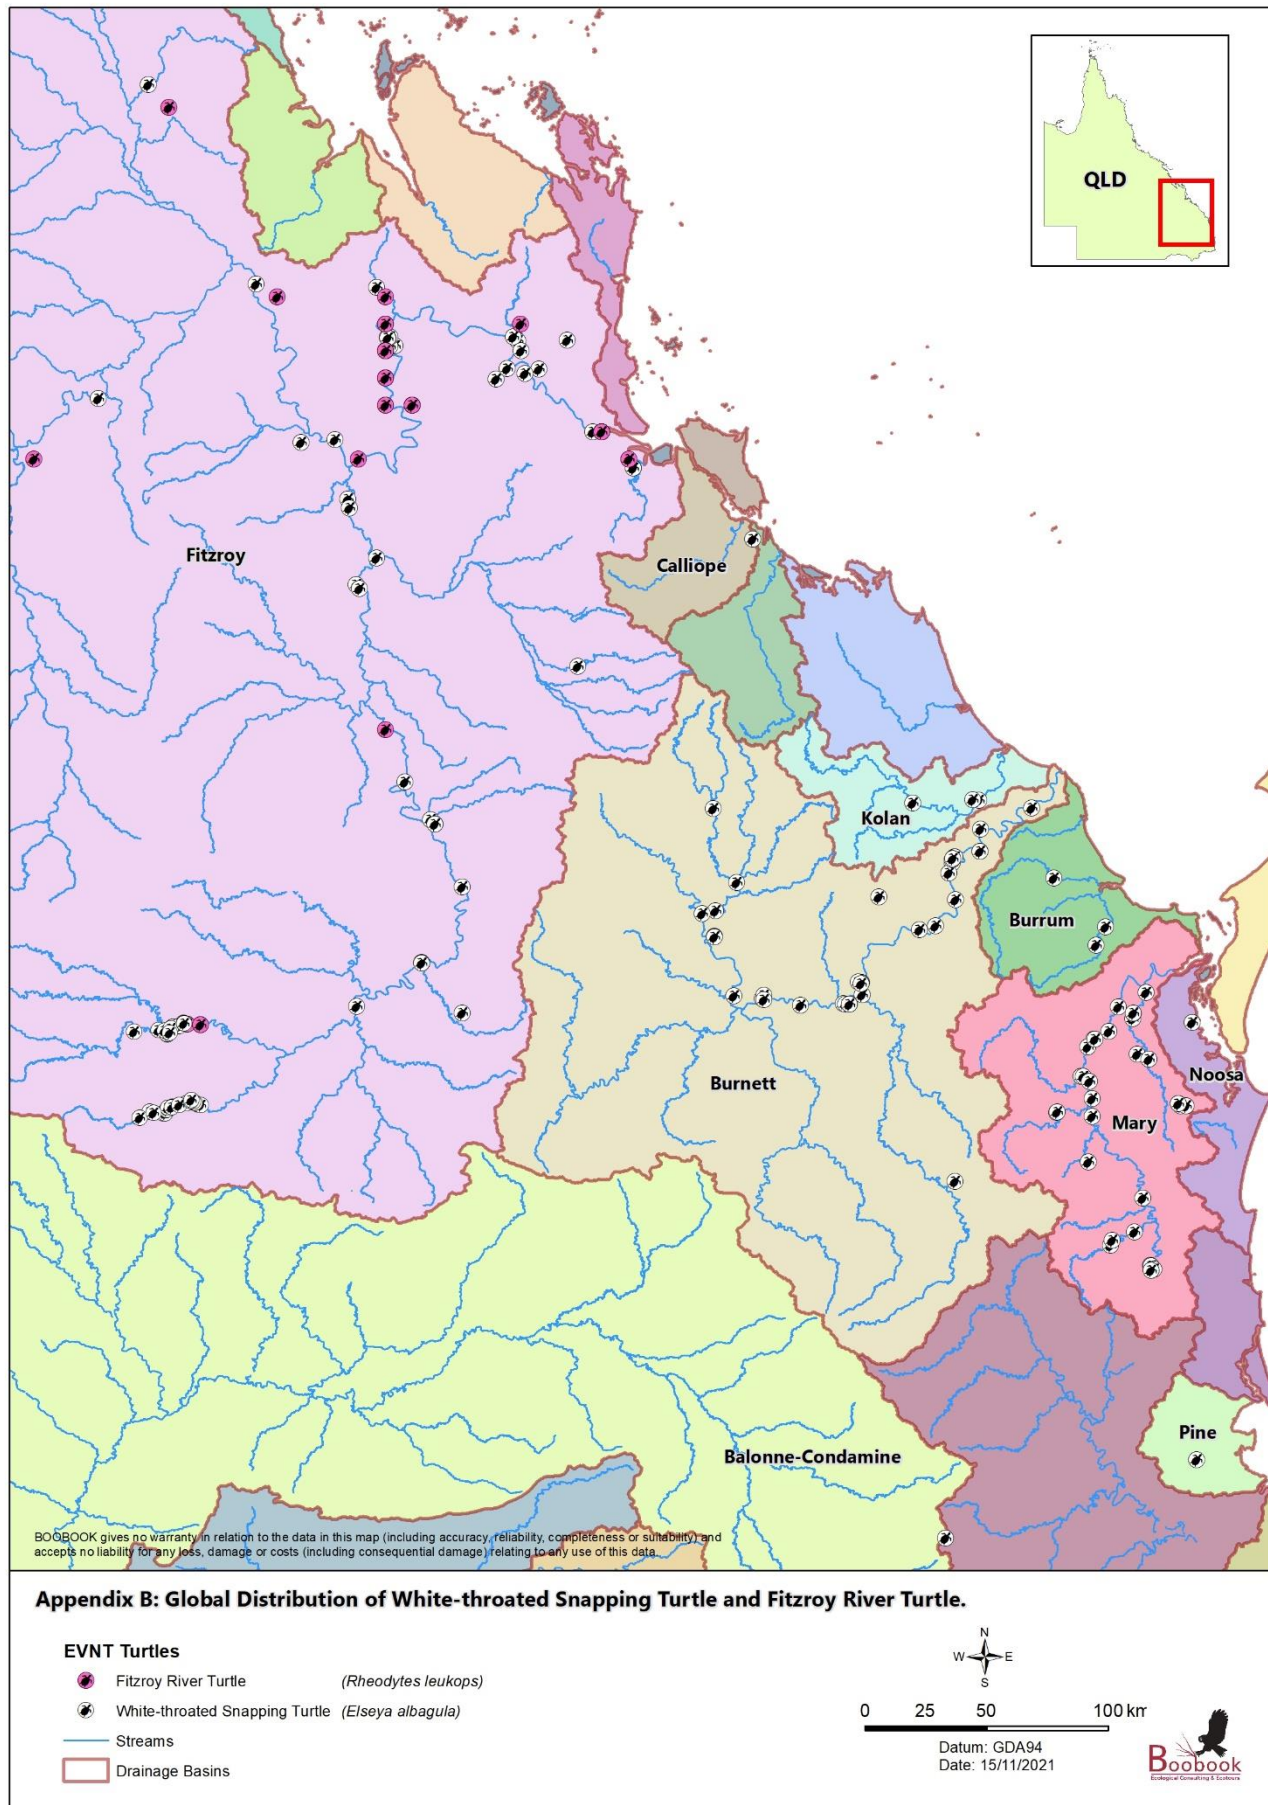 QLD
Fitzroy
Calliope
Kolan
Burrum
Burnett
Noosa
Mary
Pine
Balonne-Condamine
BOOBOOK gives no warranty in relation to the data in this map (including accuracy, reliability, completeness or suitability) and
accepts no liability for any loss, damage or costs (including consequential damage) relating to any use of this data.
Appendix B: Global Distribution of White-throated Snapping Turtle and Fitzroy River Turtle.
EVNT Turtles
Fitzroy River Turtle (Rheodytes leukops)
White-throated Snapping Turtle (Elseya albagula)
Streams
Drainage Basins
N
W E
S
0 25 50 100 km
Datum: GDA94
Date: 15/11/2021
Boobook
Ecological Consulting & Ecotours